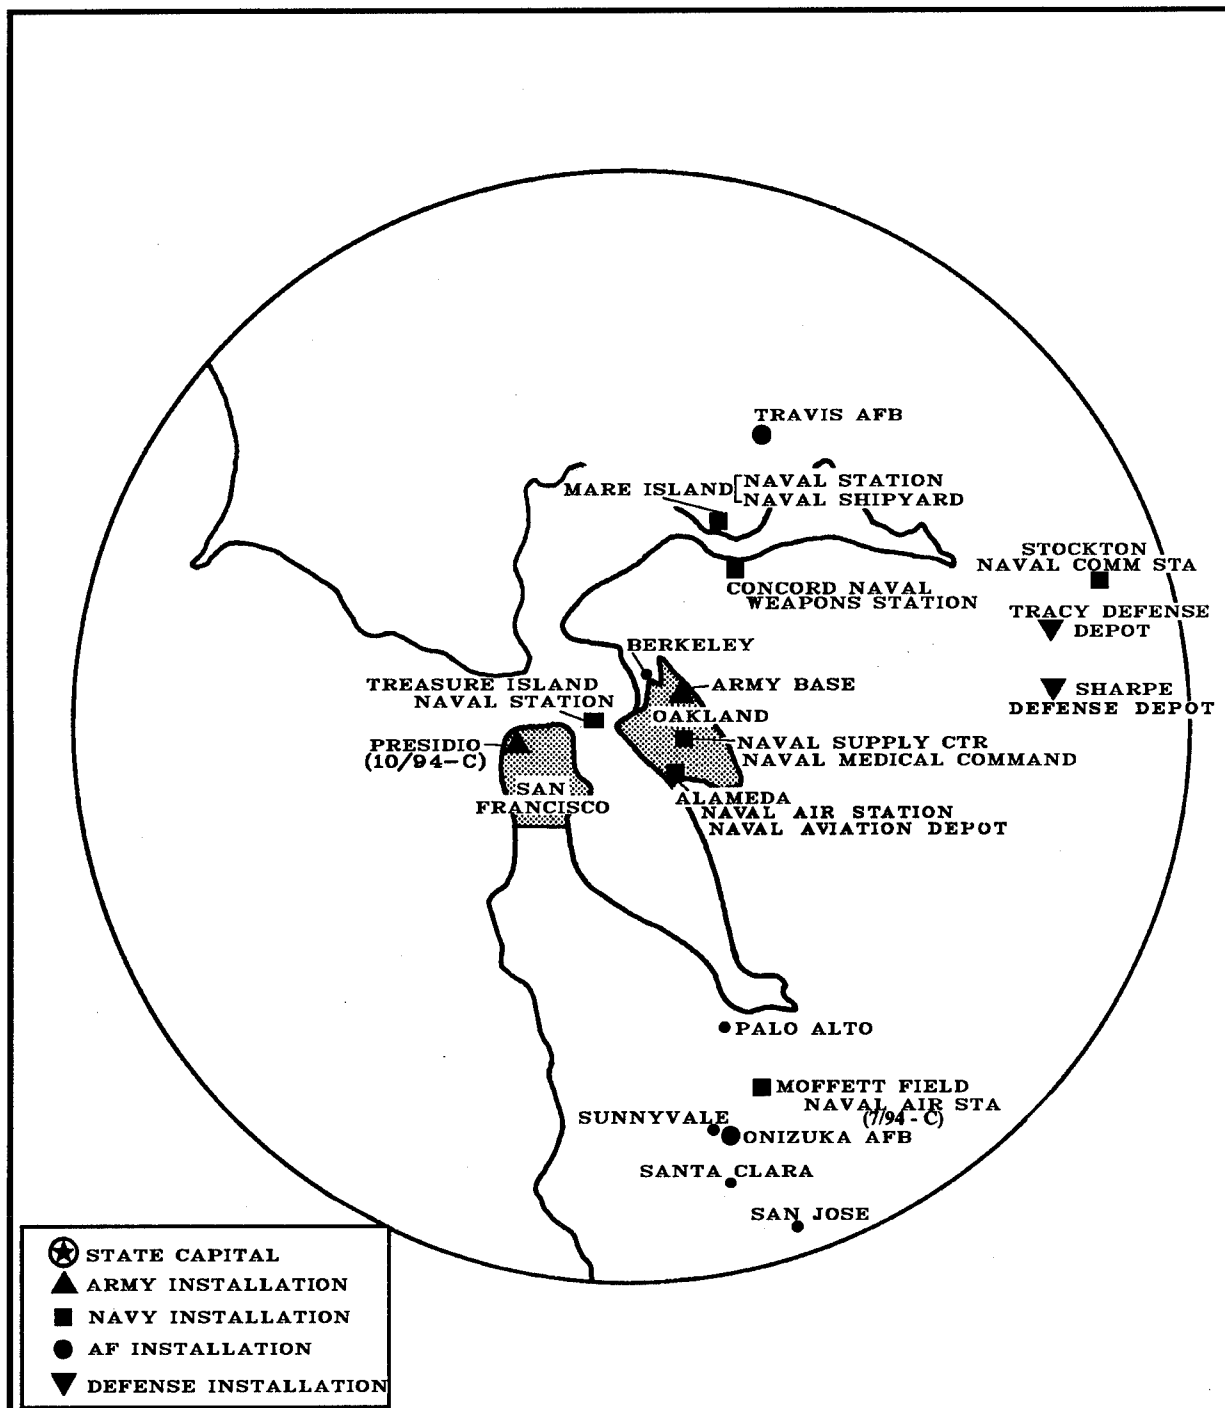 TRAVIS AFB
MARE ISLAND
NAVAL STATION
NAVAL SHIPYARD
STOCKTON
NAVAL COMM STA
CONCORD NAVAL
WEAPONS STATION
TRACY DEFENSE
DEPOT
BERKELEY
TREASURE ISLAND
NAVAL STATION
ARMY BASE
SHARPE
DEFENSE DEPOT
OAKLAND
PRESIDIO
(10/94-C)
NAVAL SUPPLY CTR
NAVAL MEDICAL COMMAND
SAN
FRANCISCO
ALAMEDA
NAVAL AIR STATION
NAVAL AVIATION DEPOT
PALO ALTO
MOFFETT FIELD
NAVAL AIR STA
(7/94 - C)
SUNNYVALE
ONIZUKA AFB
SANTA CLARA
SAN JOSE
STATE CAPITAL
ARMY INSTALLATION
NAVY INSTALLATION
AF INSTALLATION
DEFENSE INSTALLATION